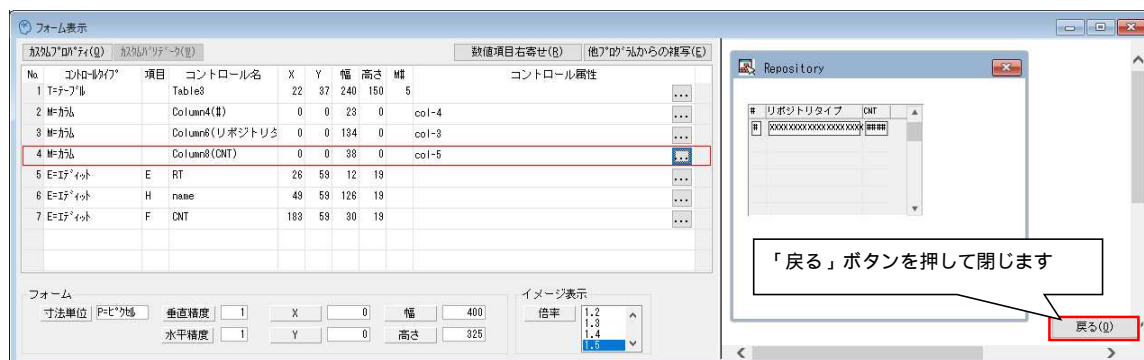 フォーム表示
ｶｽﾀﾑﾌﾟﾛﾊﾟﾃｨ(Q) ｶｽﾀﾑﾊﾞﾘﾃﾞｰﾀ(W) 数値項目右寄せ(R) 他ﾌﾟﾛｸﾞﾗﾑからの複写(E)
No. ｺﾝﾄﾛｰﾙﾀｲﾌﾟ 項目 コントロール名 X Y 幅 高さ M# コントロール属性
1 T=ﾃｰﾌﾞﾙ Table3 22 37 240 150 5 ...
2 M=ｶﾗﾑ Column4(#) 0 0 23 0 col-4 ...
3 M=ｶﾗﾑ Column6(リポジトリタ 0 0 134 0 col-3 ...
4 M=ｶﾗﾑ Column8(CNT) 0 0 38 0 col-5 ...
5 E=ｴﾃﾞｨｯﾄ E RT 26 59 12 19 ...
6 E=ｴﾃﾞｨｯﾄ H name 49 59 126 19 ...
7 E=ｴﾃﾞｨｯﾄ F CNT 183 59 30 19 ...
フォーム
寸法単位 P=ﾋﾟｸｾﾙ 垂直精度 1 X 0 幅 400
水平精度 1 Y 0 高さ 325
イメージ表示
倍率 1.2
1.3
1.4
1.5
Repository
# リポジトリタイプ CNT
# XXXXXXXXXXXXXXXXXXXX ####
「戻る」ボタンを押して閉じます
戻る(Q)